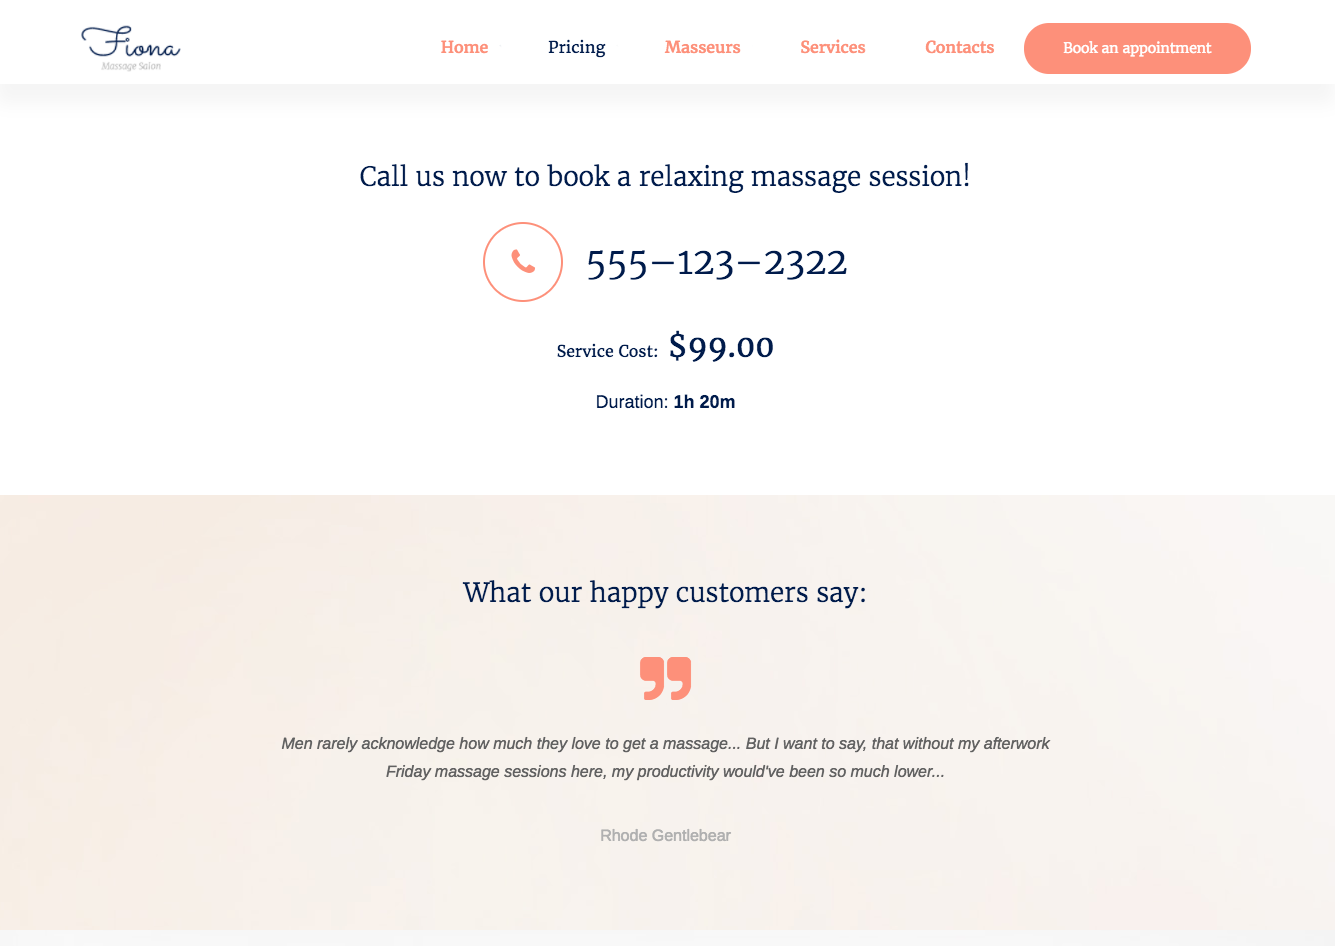 Fiona
Massage Salon
Home Pricing Masseurs Services Contacts Book an appointment
Call us now to book a relaxing massage session!
555–123–2322
Service Cost: $99.00
Duration: 1h 20m
What our happy customers say:
Men rarely acknowledge how much they love to get a massage... But I want to say, that without my afterwork
Friday massage sessions here, my productivity would've been so much lower...
Rhode Gentlebear